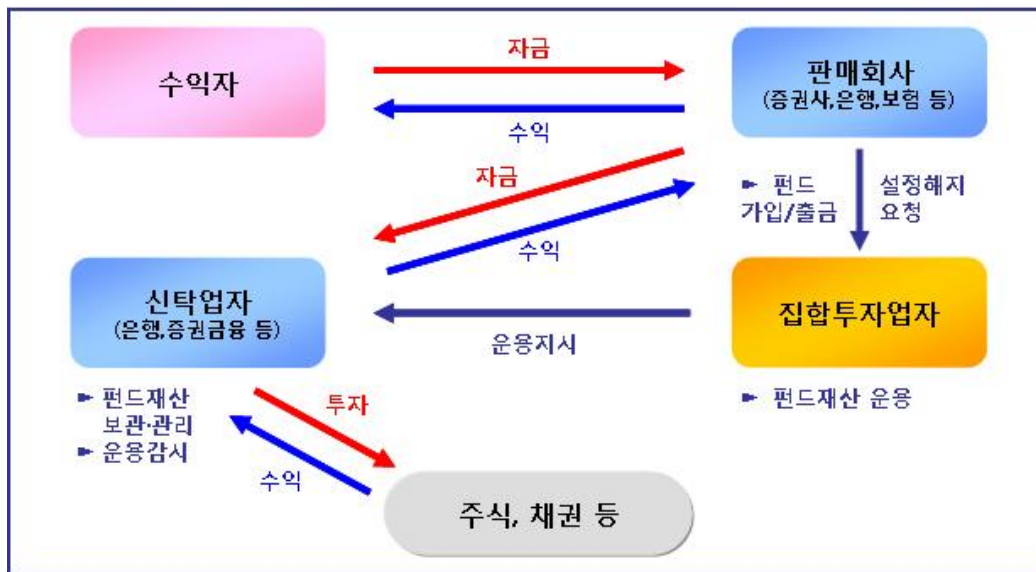 수익자
자금
수익
판매회사
(증권사,은행,보험 등)
자금
수익
► 펀드
가입/출금
설정해지
요청
신탁업자
(은행,증권금융 등)
운용지시
집합투자업자
► 펀드재산
보관·관리
► 운용감시
투자
수익
► 펀드재산 운용
주식, 채권 등